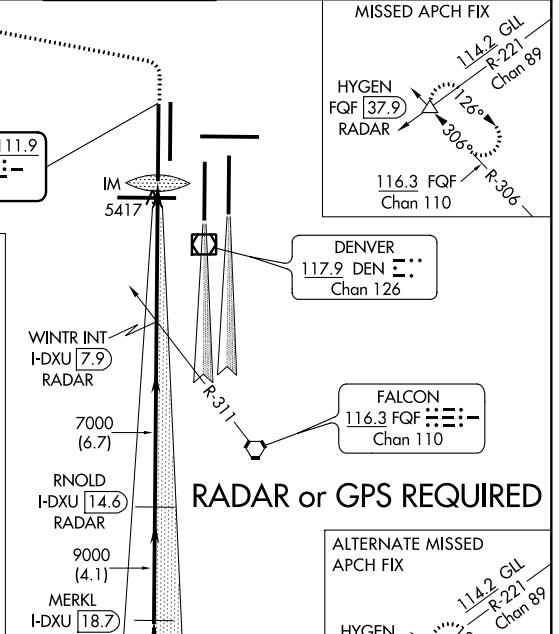 MISSED APCH FIX
114.2 GLL
R-221
Chan 89
HYGEN
FQF 37.9
RADAR
126°
306°
116.3 FQF
Chan 110
R-306
111.9
IM
5417
DENVER
117.9 DEN
Chan 126
WINTR INT
I-DXU 7.9
RADAR
R-311
FALCON
116.3 FQF
Chan 110
7000
(6.7)
RNOLD
I-DXU 14.6
RADAR
RADAR or GPS REQUIRED
9000
(4.1)
MERKL
I-DXU 18.7
ALTERNATE MISSED
APCH FIX
114.2 GLL
R-221
Chan 89
HYGEN